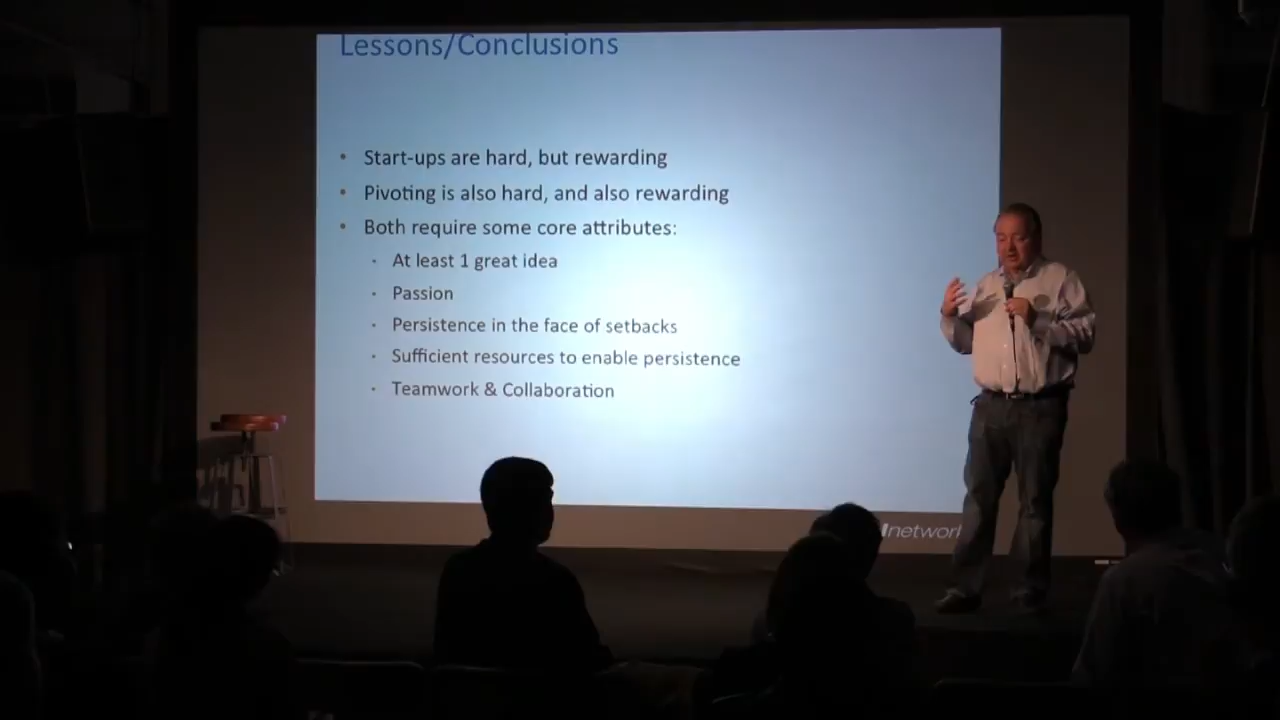 Lessons/Conclusions
• Start-ups are hard, but rewarding
• Pivoting is also hard, and also rewarding
• Both require some core attributes:
• At least 1 great idea
• Passion
• Persistence in the face of setbacks
• Sufficient resources to enable persistence
• Teamwork & Collaboration
network